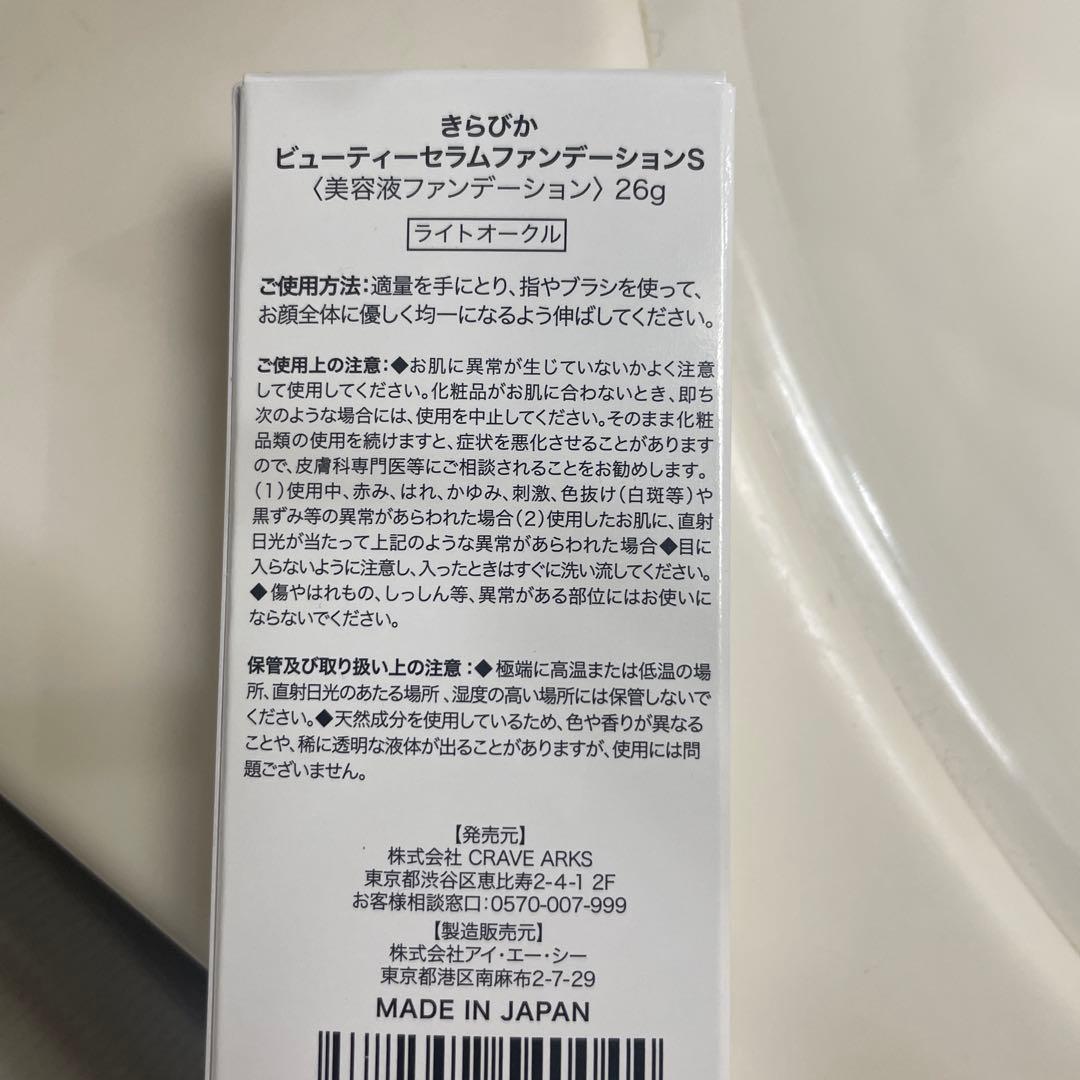 きらびか
ビューティーセラムファンデーションS
〈美容液ファンデーション〉26g
ライトオークル
ご使用方法：適量を手にとり、指やブラシを使って、
お顔全体に優しく均一になるよう伸ばしてください。
ご使用上の注意：◆お肌に異常が生じていないかよく注意
して使用してください。化粧品がお肌に合わないとき、即ち
次のような場合には、使用を中止してください。そのまま化粧
品類の使用を続けますと、症状を悪化させることがあります
ので、皮膚科専門医等にご相談されることをお勧めします。
(1)使用中、赤み、はれ、かゆみ、刺激、色抜け(白斑等)や
黒ずみ等の異常があらわれた場合(2)使用したお肌に、直射
日光が当たって上記のような異常があらわれた場合◆目に
入らないように注意し、入ったときはすぐに洗い流してください。
◆傷やはれもの、しっしん等、異常がある部位にはお使いに
ならないでください。
保管及び取り扱い上の注意：◆極端に高温または低温の場
所、直射日光のあたる場所、湿度の高い場所には保管しないで
ください。◆天然成分を使用しているため、色や香りが異なる
ことや、稀に透明な液体が出ることがありますが、使用には問
題ございません。
【発売元】
株式会社 CRAVE ARKS
東京都渋谷区恵比寿2-4-1 2F
お客様相談窓口：0570-007-999
【製造販売元】
株式会社アイ・エー・シー
東京都港区南麻布2-7-29
MADE IN JAPAN